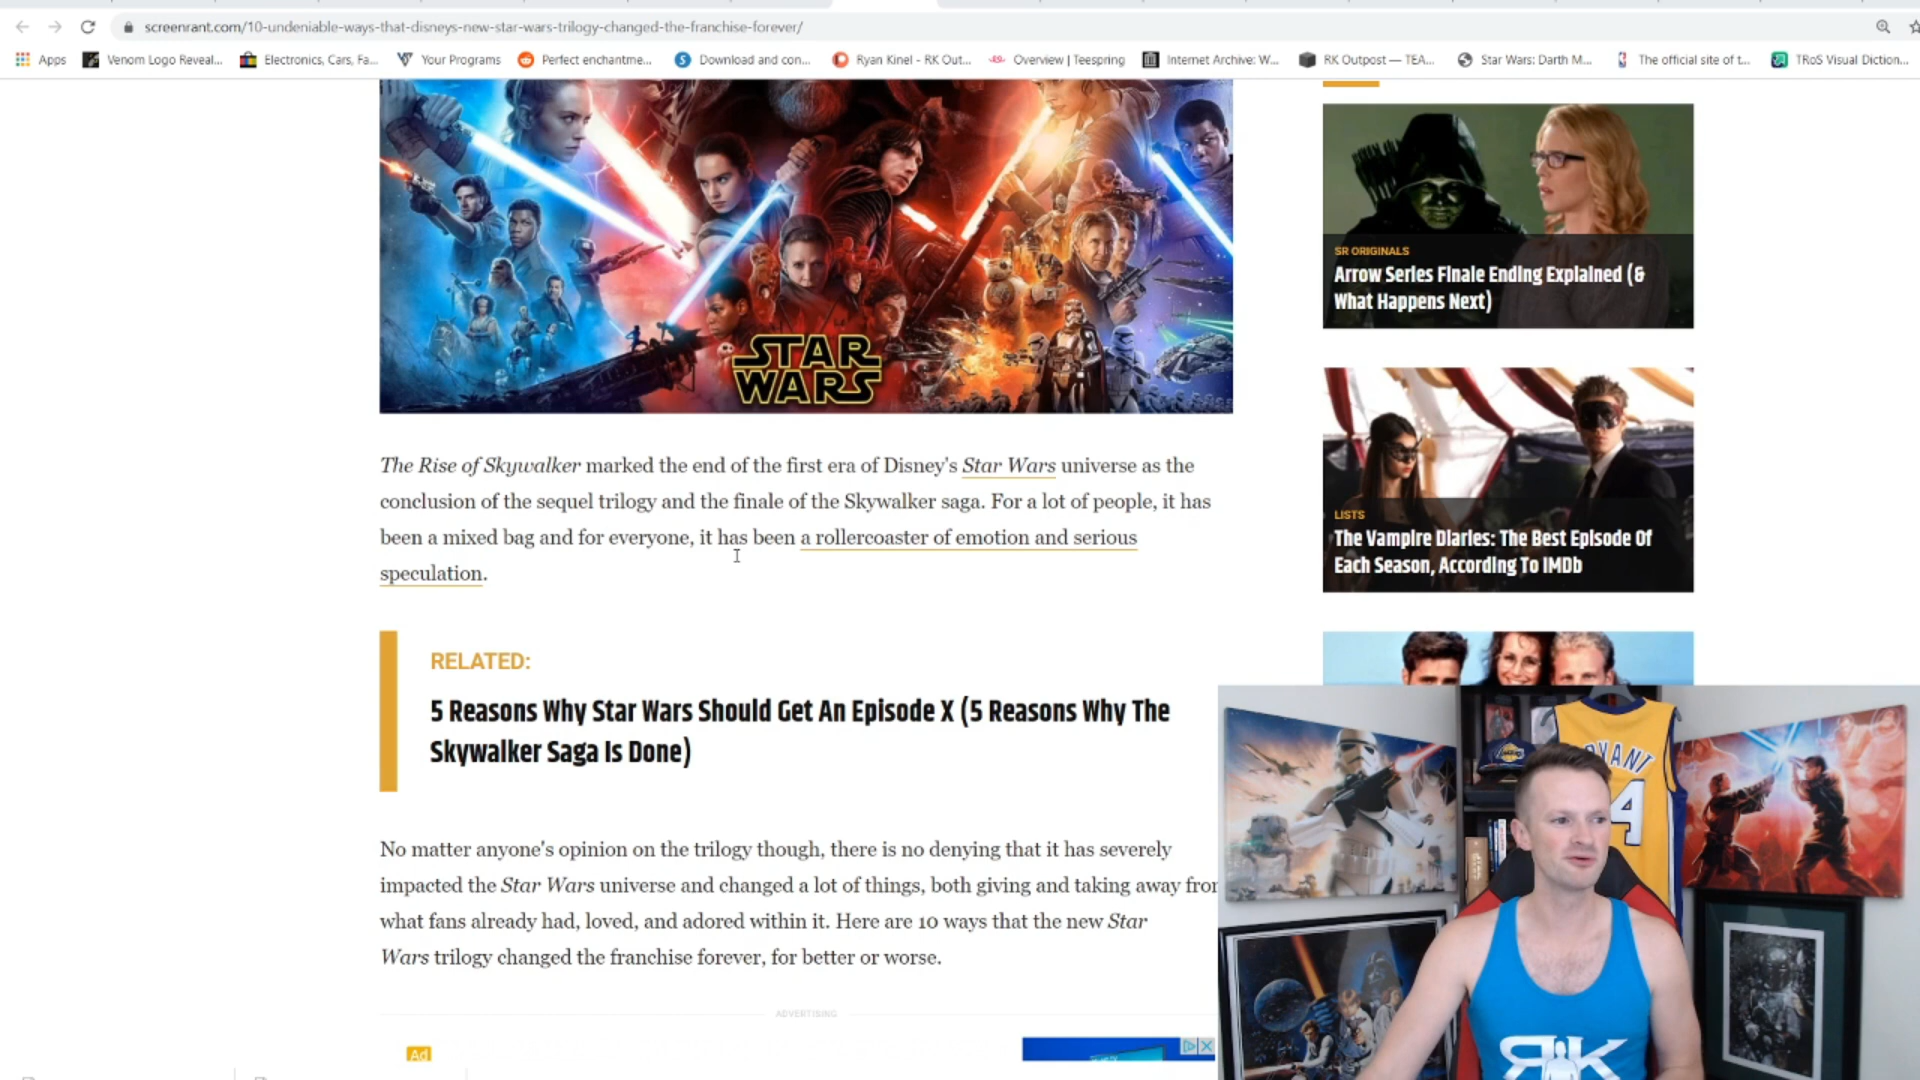 screenrant.com/10-undeniable-ways-that-disneys-new-star-wars-trilogy-changed-the-franchise-forever/
Apps
Venom Logo Reveal...
Electronics, Cars, Fa...
Your Programs
Perfect enchantme...
Download and con...
Ryan Kinel - RK Out...
Overview | Teespring
Internet Archive: W...
RK Outpost — TEA...
Star Wars: Darth M...
The official site of t...
TRoS Visual Diction...
STAR
WARS
The Rise of Skywalker marked the end of the first era of Disney's Star Wars universe as the
conclusion of the sequel trilogy and the finale of the Skywalker saga. For a lot of people, it has
been a mixed bag and for everyone, it has been a rollercoaster of emotion and serious
speculation.
RELATED:
5 Reasons Why Star Wars Should Get An Episode X (5 Reasons Why The
Skywalker Saga Is Done)
No matter anyone's opinion on the trilogy though, there is no denying that it has severely
impacted the Star Wars universe and changed a lot of things, both giving and taking away from
what fans already had, loved, and adored within it. Here are 10 ways that the new Star
Wars trilogy changed the franchise forever, for better or worse.
ADVERTISING
Ad
SR ORIGINALS
Arrow Series Finale Ending Explained (&
What Happens Next)
LISTS
The Vampire Diaries: The Best Episode Of
Each Season, According To IMDb
RYANT
4
RK